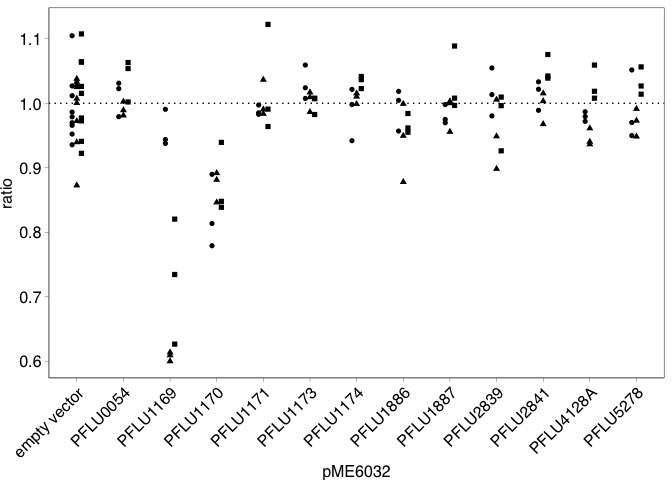 1.1
1.0
0.9
0.8
0.7
0.6
ratio
empty vector
PFLU0054
PFLU1169
PFLU1170
PFLU1171
PFLU1173
PFLU1174
PFLU1886
PFLU1887
PFLU2839
PFLU2841
PFLU4128A
PFLU5278
pME6032